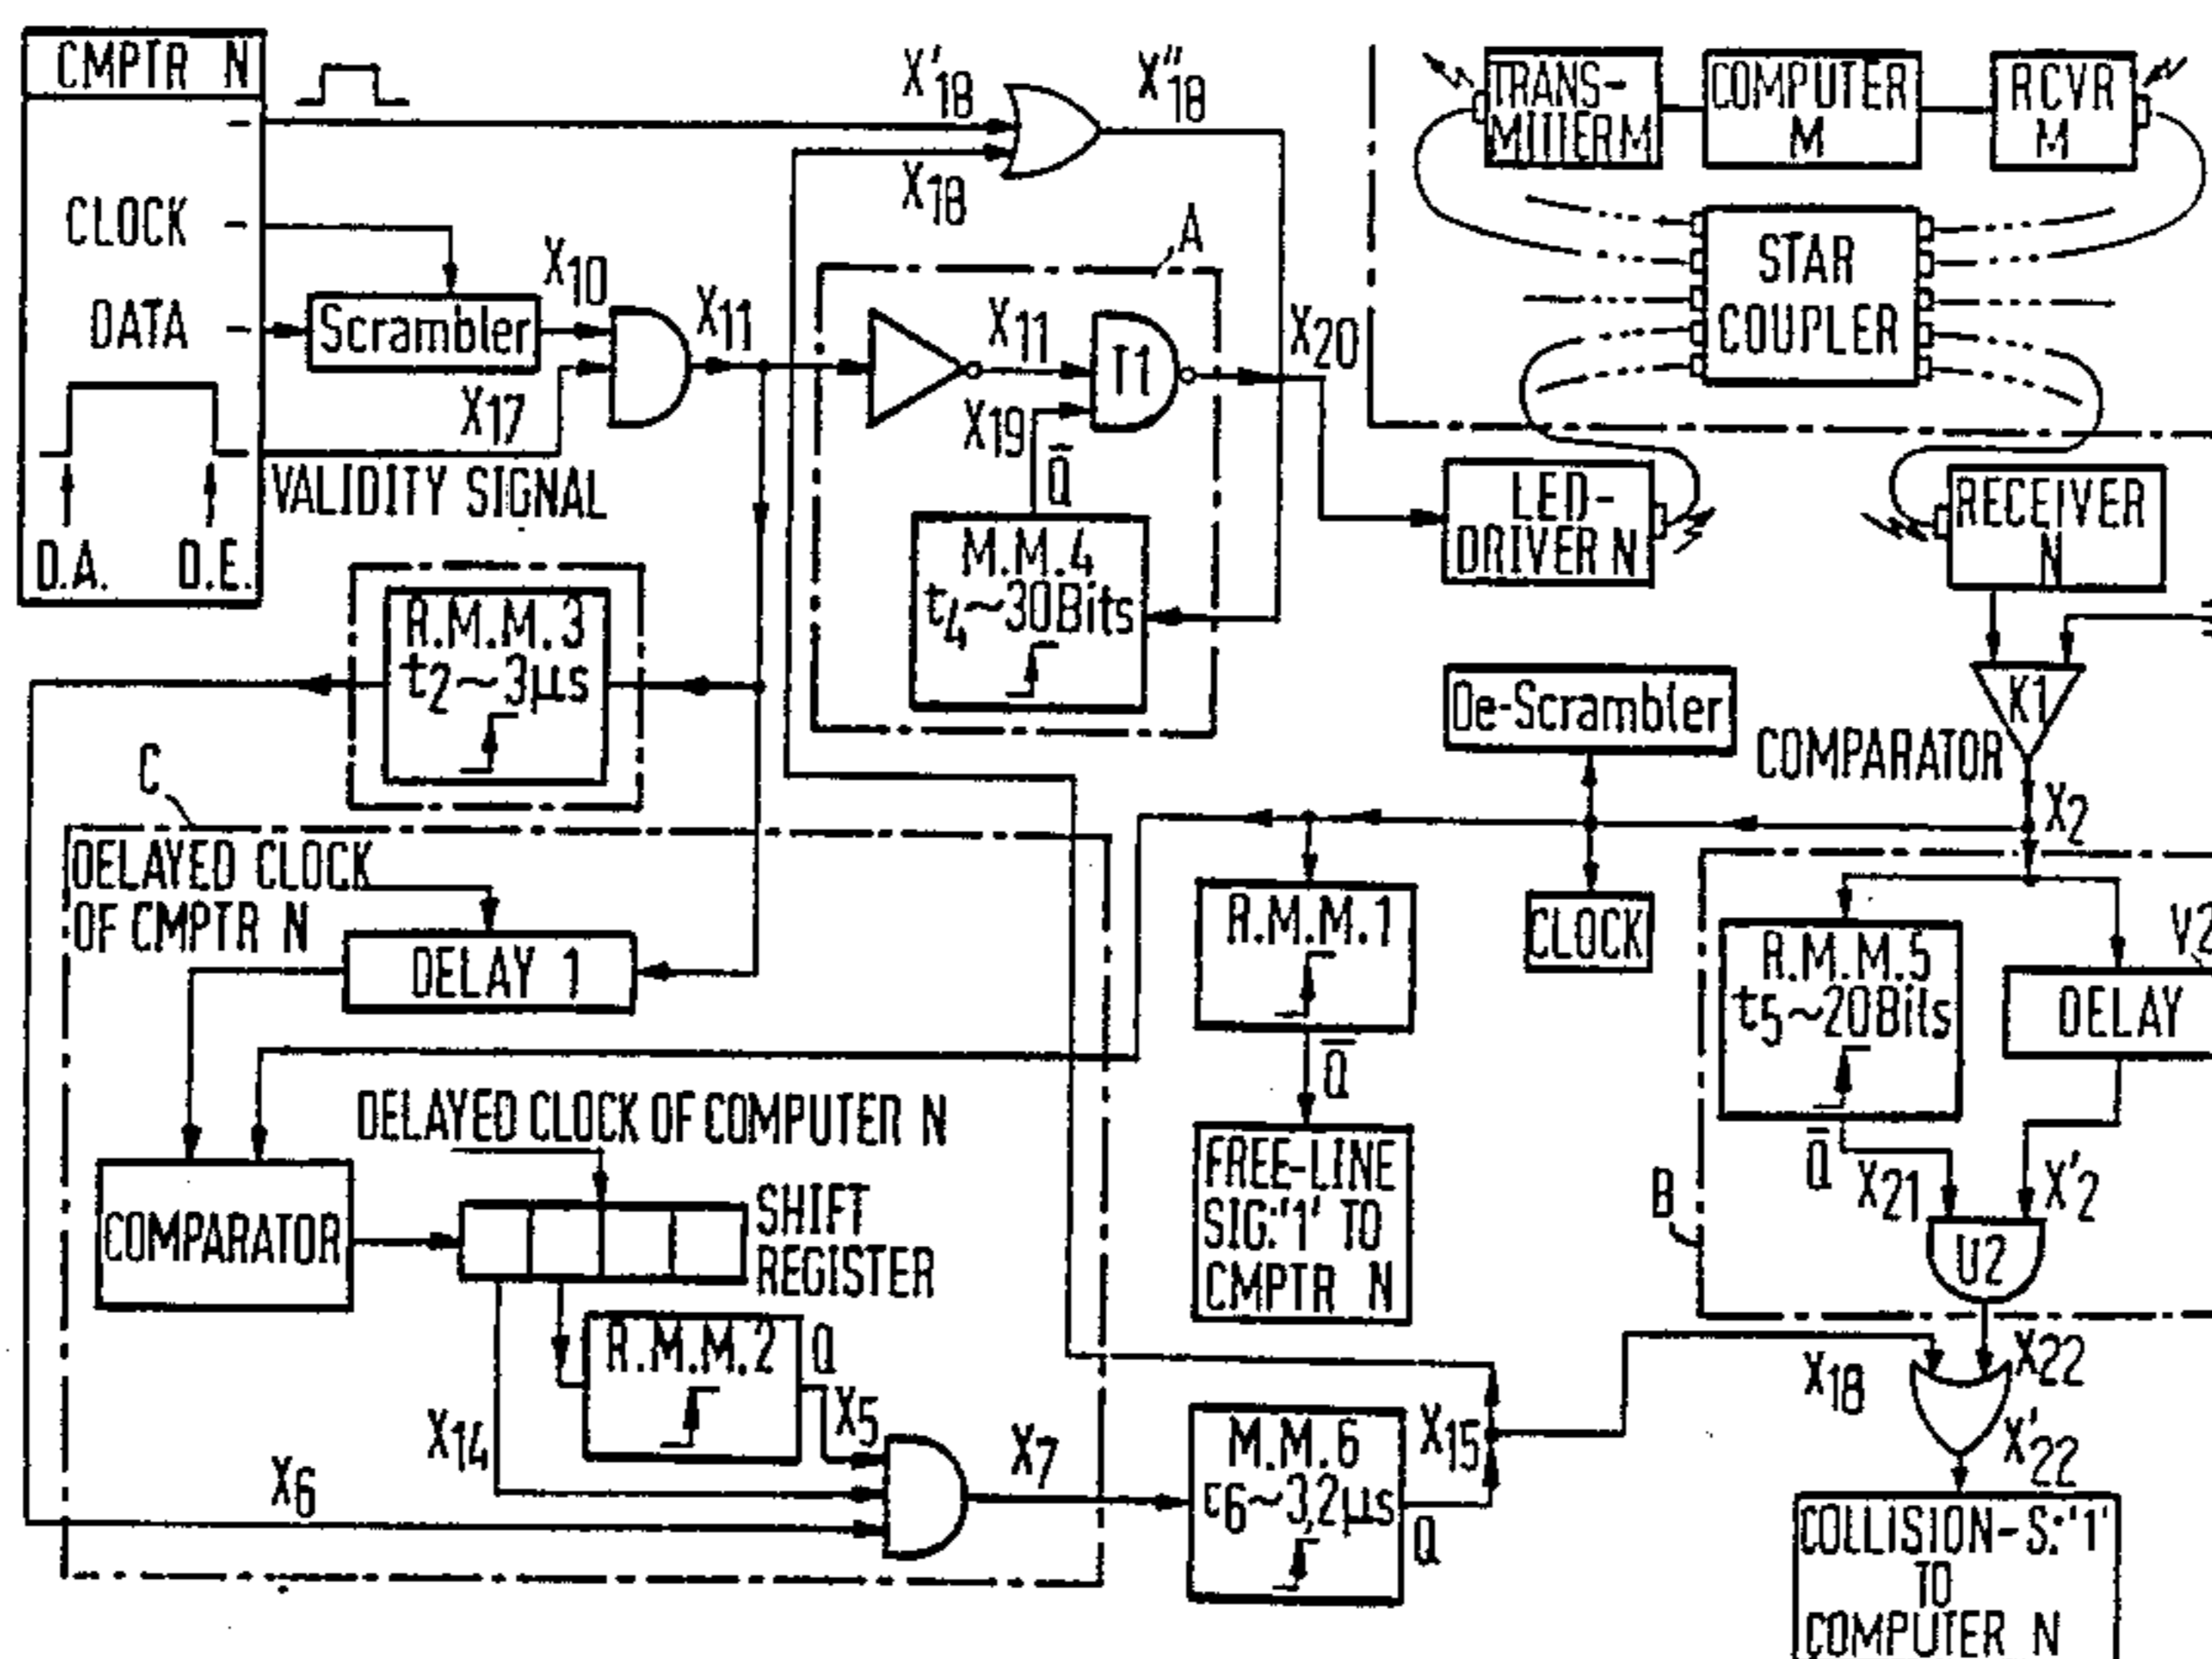 CMPTR N
CLOCK
DATA
Scrambler
X10
X17
X11
VALIDITY SIGNAL
D.A. D.E.
X'18
X18
X"18
A
X11
T1
X19
Q̄
X20
M.M.4
t4~30Bits
TRANS-
MITTER M
COMPUTER
M
RCVR
M
STAR
COUPLER
LED-
DRIVER N
RECEIVER
N
R.M.M.3
t2~3µs
C
K1
De-Scrambler
COMPARATOR
X2
CLOCK
DELAYED CLOCK
OF CMPTR N
DELAY 1
R.M.M.1
Q̄
FREE-LINE
SIG:'1' TO
CMPTR N
R.M.M.5
t5~20Bits
V2
DELAY
Q̄
X21
X'2
B
U2
DELAYED CLOCK OF COMPUTER N
COMPARATOR
SHIFT
REGISTER
R.M.M.2
Q
X5
X14
X6
X7
M.M.6
τ6~3,2µs
X15
Q
X18
X22
X'22
COLLISION-S:'1'
TO
COMPUTER N